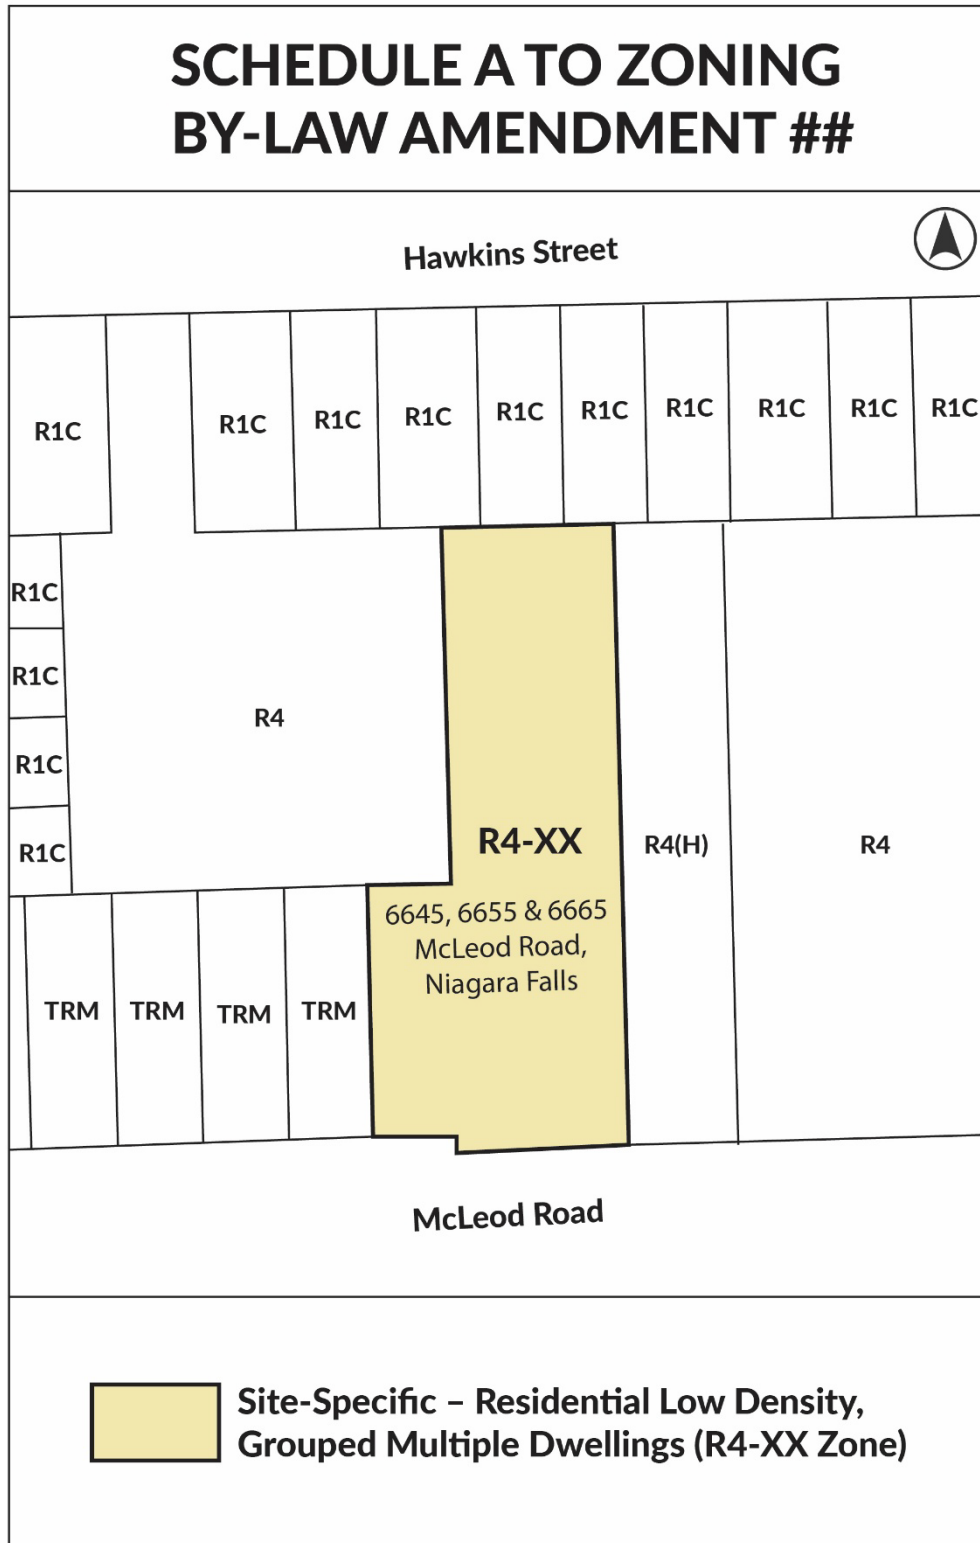 SCHEDULE A TO ZONING
BY-LAW AMENDMENT ##
Hawkins Street
R1C
R1C
R1C
R1C
R1C
R1C
R1C
R1C
R1C
R1C
R1C
R1C
R1C
R1C
R4
R4-XX
R4(H)
R4
6645, 6655 & 6665
McLeod Road,
Niagara Falls
TRM
TRM
TRM
TRM
McLeod Road
Site-Specific – Residential Low Density,
Grouped Multiple Dwellings (R4-XX Zone)